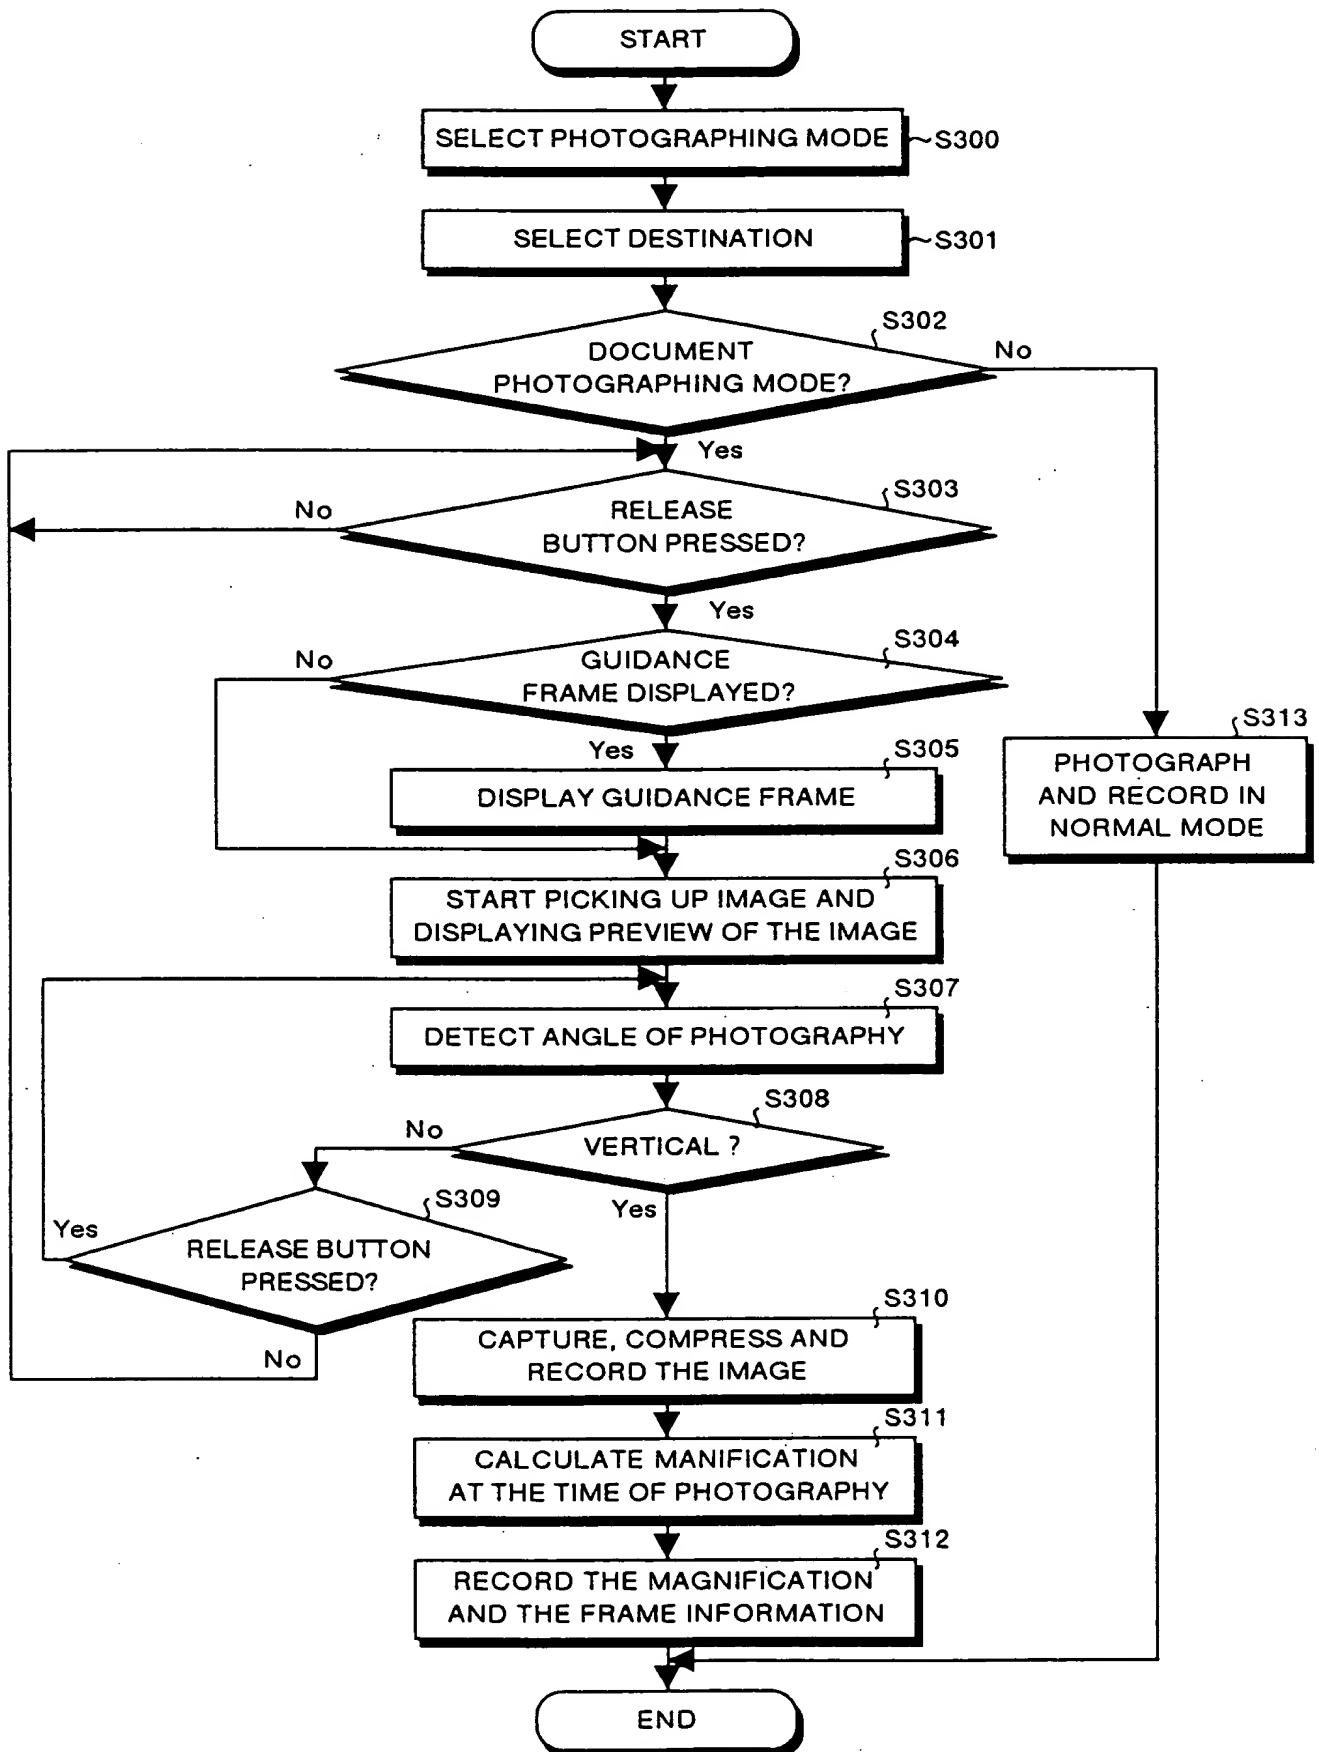 START
SELECT PHOTOGRAPHING MODE
S300
SELECT DESTINATION
S301
S302
DOCUMENT
PHOTOGRAPHING MODE?
No
Yes
S303
No
RELEASE
BUTTON PRESSED?
Yes
S304
No
GUIDANCE
FRAME DISPLAYED?
Yes
S305
DISPLAY GUIDANCE FRAME
S313
PHOTOGRAPH
AND RECORD IN
NORMAL MODE
S306
START PICKING UP IMAGE AND
DISPLAYING PREVIEW OF THE IMAGE
S307
DETECT ANGLE OF PHOTOGRAPHY
S308
No
VERTICAL ?
Yes
S309
Yes
RELEASE BUTTON
PRESSED?
No
S310
CAPTURE, COMPRESS AND
RECORD THE IMAGE
S311
CALCULATE MANIFICATION
AT THE TIME OF PHOTOGRAPHY
S312
RECORD THE MAGNIFICATION
AND THE FRAME INFORMATION
END